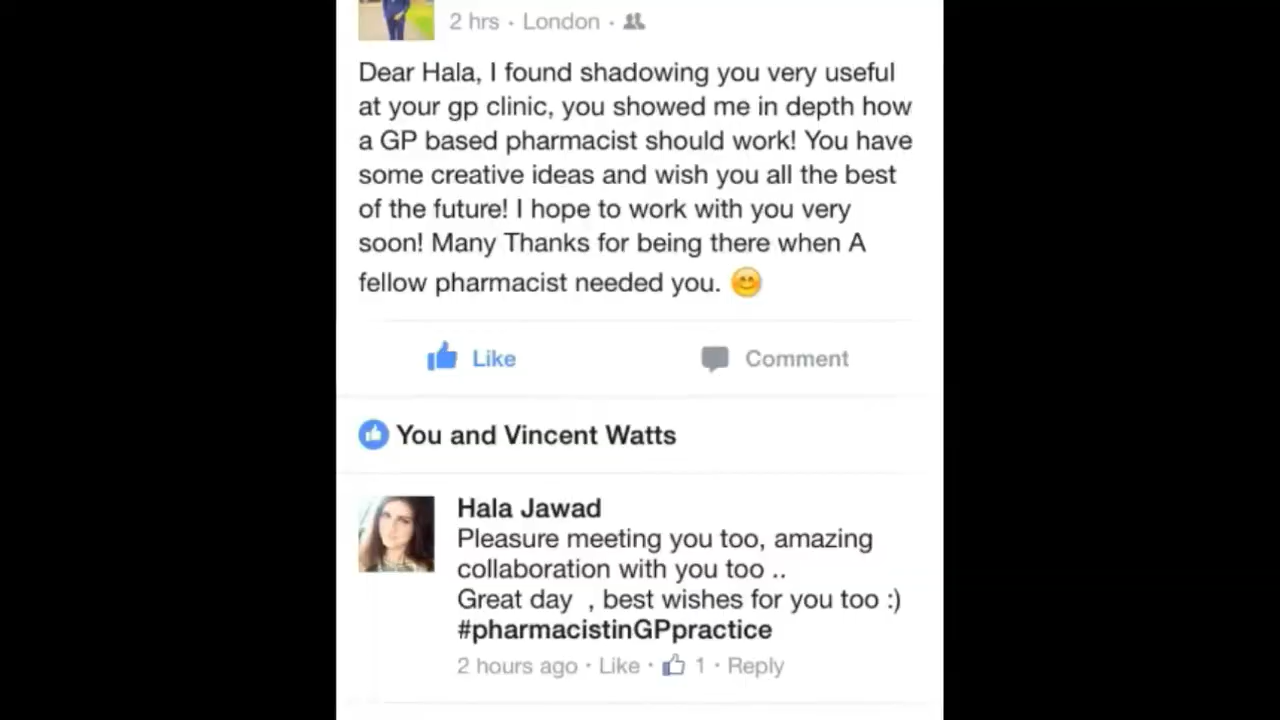 2 hrs · London ·
Dear Hala, I found shadowing you very useful
at your gp clinic, you showed me in depth how
a GP based pharmacist should work! You have
some creative ideas and wish you all the best
of the future! I hope to work with you very
soon! Many Thanks for being there when A
fellow pharmacist needed you. 😊
Like
Comment
You and Vincent Watts
Hala Jawad
Pleasure meeting you too, amazing
collaboration with you too ..
Great day , best wishes for you too :)
#pharmacistinGPpractice
2 hours ago · Like · 1 · Reply